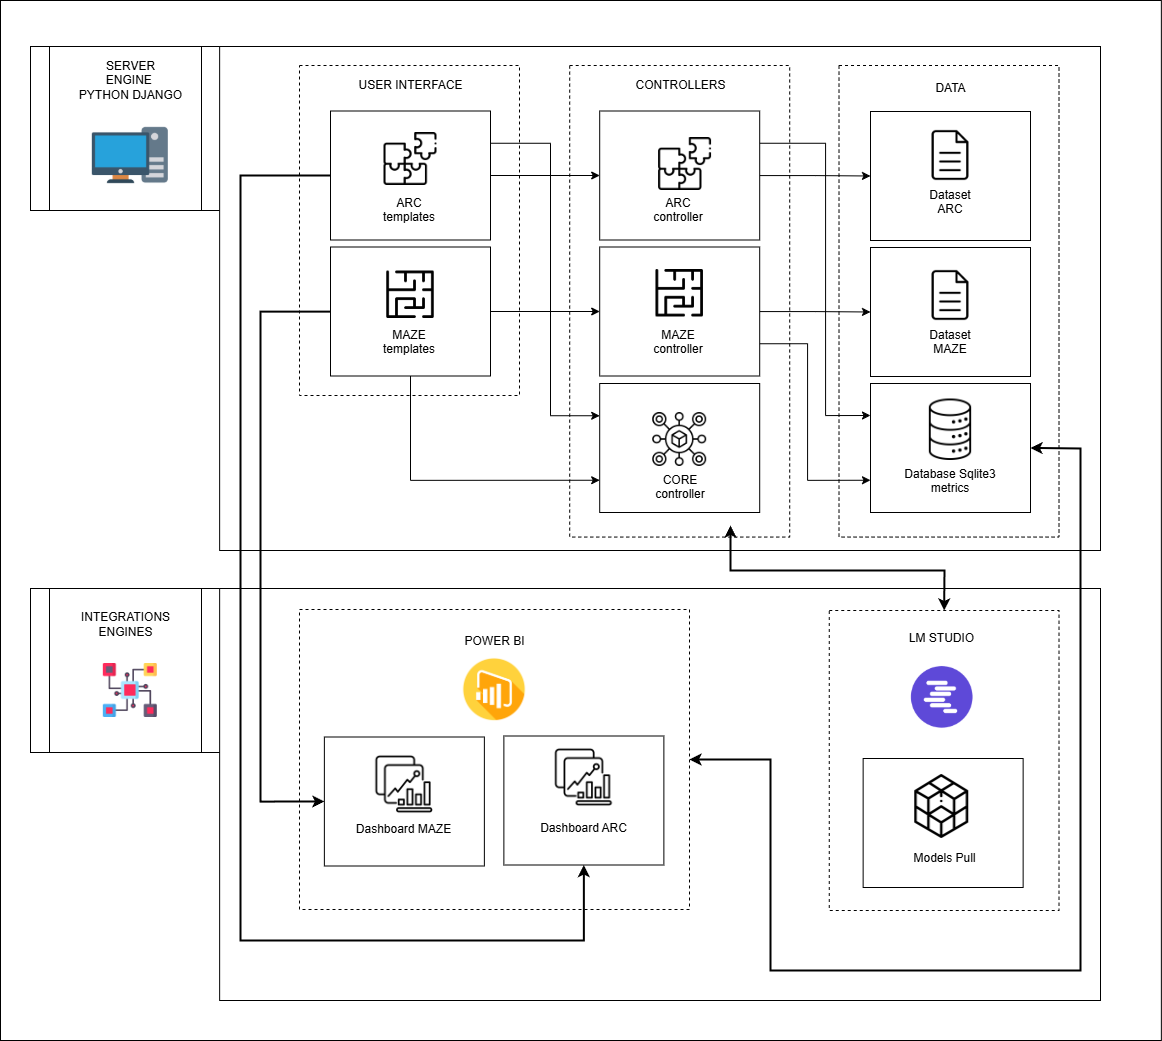 SERVER
ENGINE
PYTHON DJANGO
USER INTERFACE
CONTROLLERS
DATA
ARC
templates
ARC
controller
Dataset
ARC
MAZE
templates
MAZE
controller
Dataset
MAZE
CORE
controller
Database Sqlite3
metrics
INTEGRATIONS
ENGINES
POWER BI
LM STUDIO
Dashboard MAZE
Dashboard ARC
Models Pull